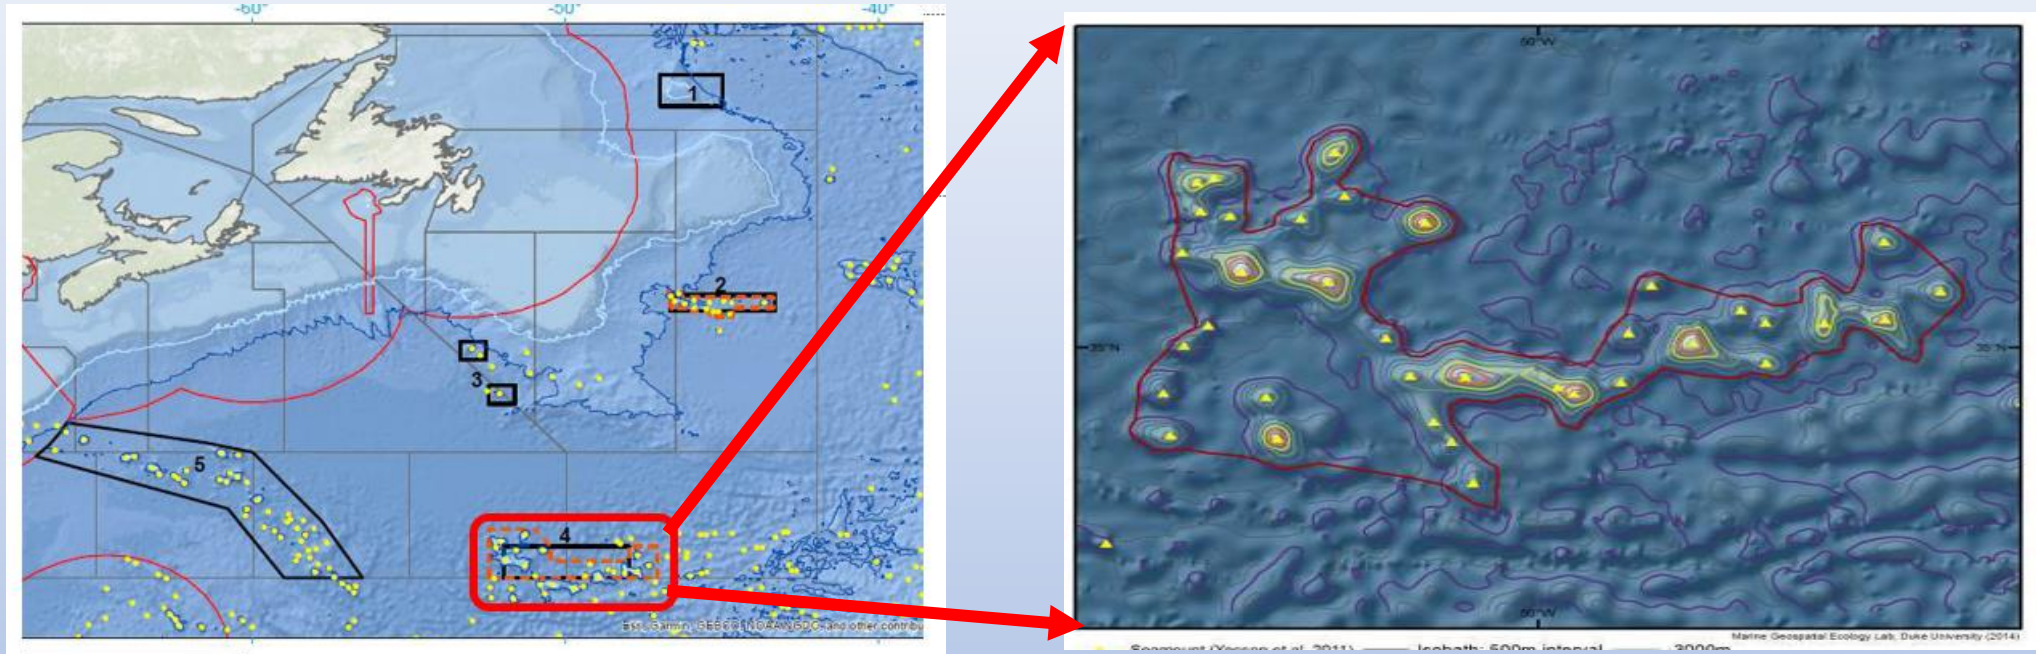 -60° -50° -40°
1
2
3
5
4
Esri, Garmin, GEBCO, NOAA NGDC, and other contribu
50°W
35°N 35°N
50°W
Marine Geospatial Ecology Lab, Duke University (2014)
Seamount (Yesson et al. 2011) Isobath: 500m interval 3000m